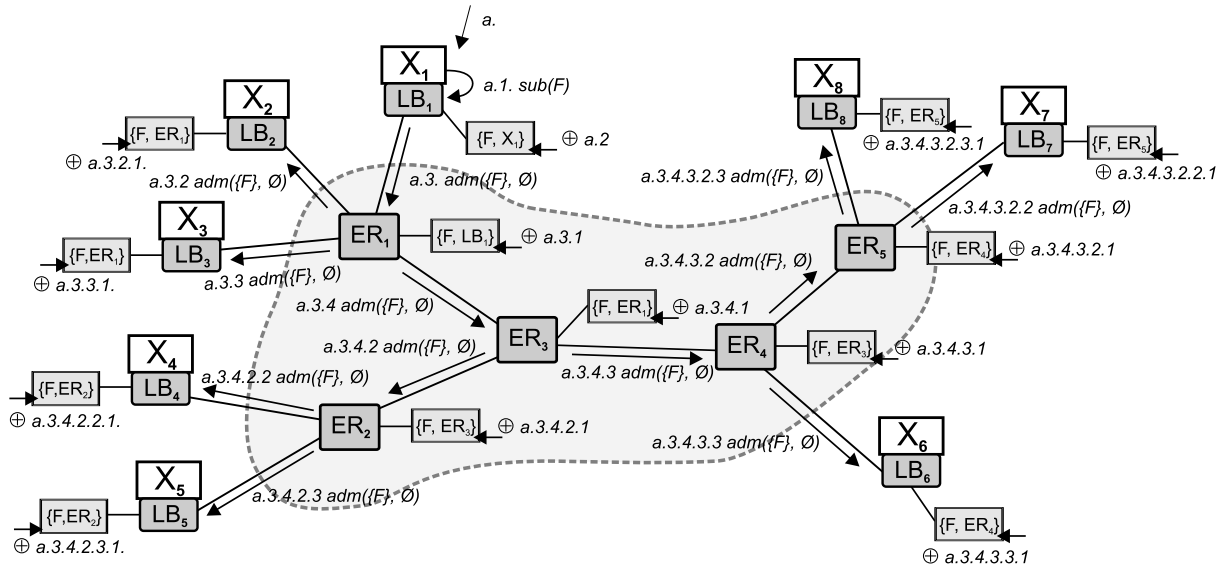 a.
X₁
LB₁
a.1. sub(F)
{F, X₁}
⊕ a.2
X₂
LB₂
{F, ER₁}
⊕ a.3.2.1.
a.3.2 adm({F}, Ø)
a.3. adm({F}, Ø)
X₈
LB₈
{F, ER₅}
⊕ a.3.4.3.2.3.1
X₇
LB₇
{F, ER₅}
⊕ a.3.4.3.2.2.1
a.3.4.3.2.3 adm({F}, Ø)
a.3.4.3.2.2 adm({F}, Ø)
X₃
LB₃
{F,ER₁}
⊕ a.3.3.1.
a.3.3 adm({F}, Ø)
ER₁
{F, LB₁}
⊕ a.3.1
ER₅
{F, ER₄}
⊕ a.3.4.3.2.1
a.3.4.3.2 adm({F}, Ø)
a.3.4 adm({F}, Ø)
{F, ER₁}
⊕ a.3.4.1
ER₃
ER₄
{F, ER₃}
⊕ a.3.4.3.1
a.3.4.2 adm({F}, Ø)
a.3.4.3 adm({F}, Ø)
X₄
LB₄
{F,ER₂}
⊕ a.3.4.2.2.1.
a.3.4.2.2 adm({F}, Ø)
ER₂
{F, ER₃}
⊕ a.3.4.2.1
a.3.4.3.3 adm({F}, Ø)
X₆
LB₆
{F, ER₄}
⊕ a.3.4.3.3.1
X₅
LB₅
{F,ER₂}
⊕ a.3.4.2.3.1.
a.3.4.2.3 adm({F}, Ø)